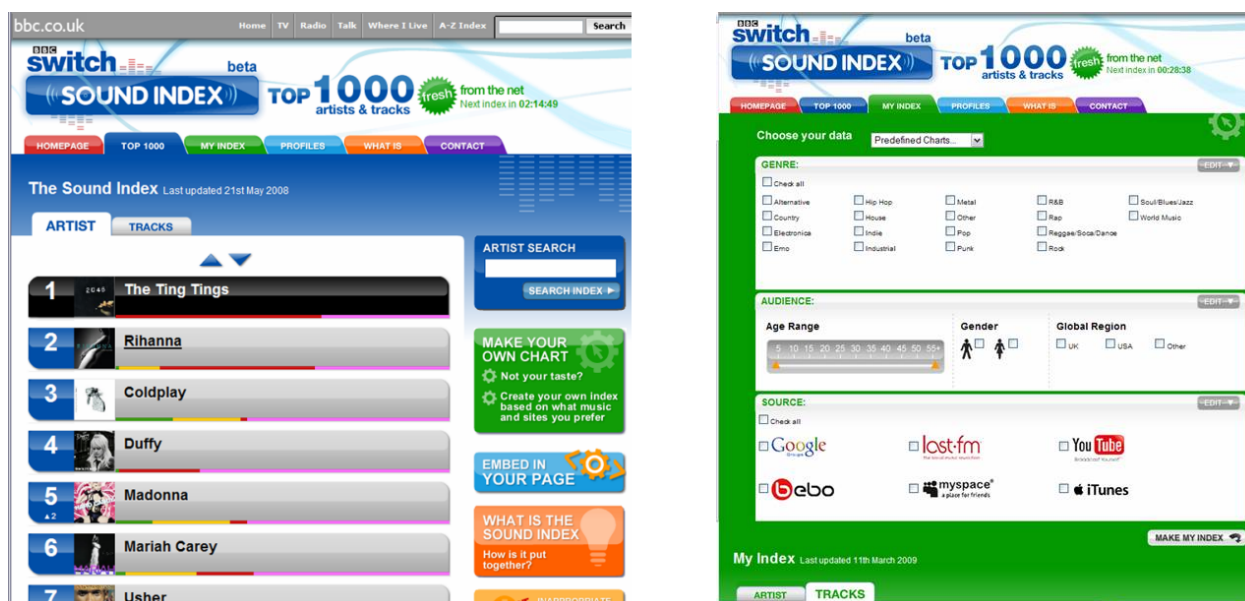 bbc.co.uk Home TV Radio Talk Where I Live A-Z Index Search
BBC
switch
beta
SOUND INDEX
TOP 1000
artists & tracks
fresh
from the net
Next index in 02:14:49
HOMEPAGE TOP 1000 MY INDEX PROFILES WHAT IS CONTACT
The Sound Index Last updated 21st May 2008
ARTIST TRACKS
1 The Ting Tings
2 Rihanna
3 Coldplay
4 Duffy
5 Madonna
▲2
6 Mariah Carey
7 Usher
ARTIST SEARCH
SEARCH INDEX
MAKE YOUR
OWN CHART
Not your taste?
Create your own index
based on what music
and sites you prefer
EMBED IN
YOUR PAGE
WHAT IS THE
SOUND INDEX
How is it put
together?
INAPPROPRIATE
BBC
switch
beta
SOUND INDEX
TOP 1000
artists & tracks
fresh
from the net
Next index in 00:28:38
HOMEPAGE TOP 1000 MY INDEX PROFILES WHAT IS CONTACT
Choose your data Predefined Charts...
GENRE: EDIT
Check all
Alternative Hip Hop Metal R&B Soul/Blues/Jazz
Country House Other Rap World Music
Electronica Indie Pop Reggae/Soca/Dance
Emo Industrial Punk Rock
AUDIENCE: EDIT
Age Range Gender Global Region
5 10 15 20 25 30 35 40 45 50 55+ UK USA Other
SOURCE: EDIT
Check all
Google last.fm YouTube
Groups the social music revolution Broadcast Yourself
bebo myspace iTunes
a place for friends
MAKE MY INDEX
My Index Last updated 11th March 2009
ARTIST TRACKS